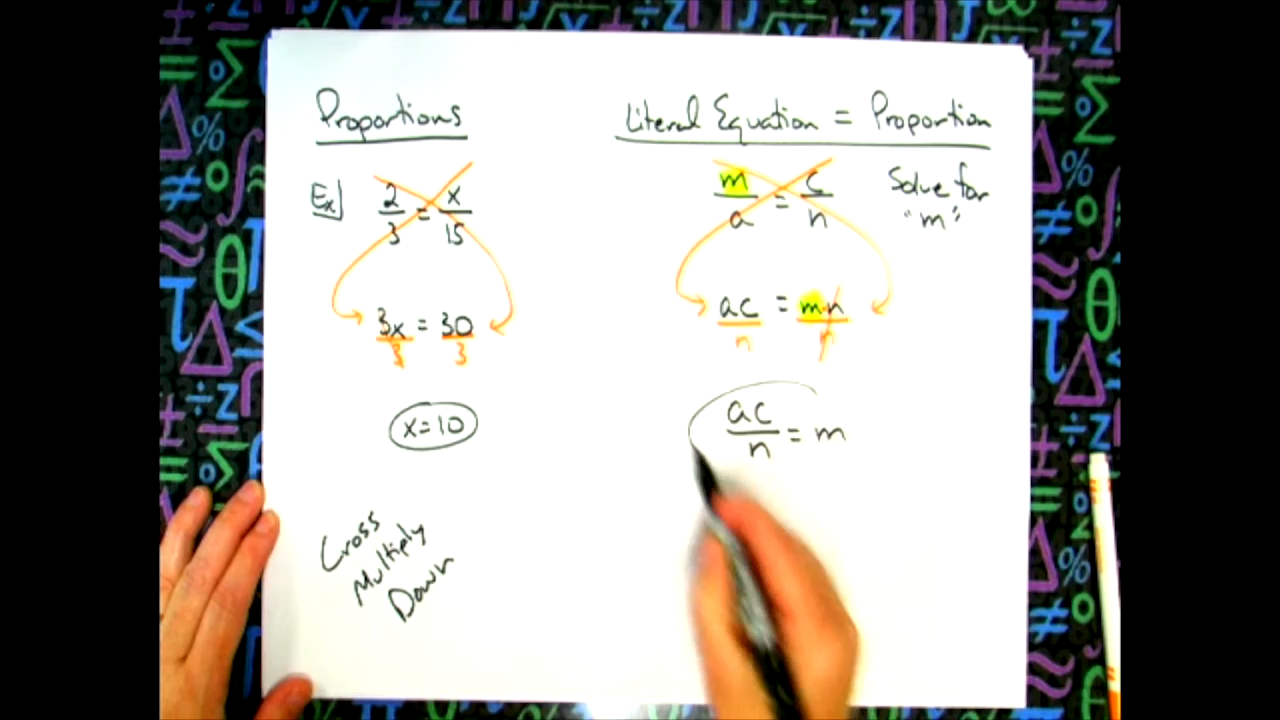 Proportions
Ex
2/3 = x/15
3x = 30
3 3
x=10
Cross
Multiply
Down
Literal Equation = Proportion
m/a = c/n
Solve for
"m"
ac = mn
n n
ac/n = m